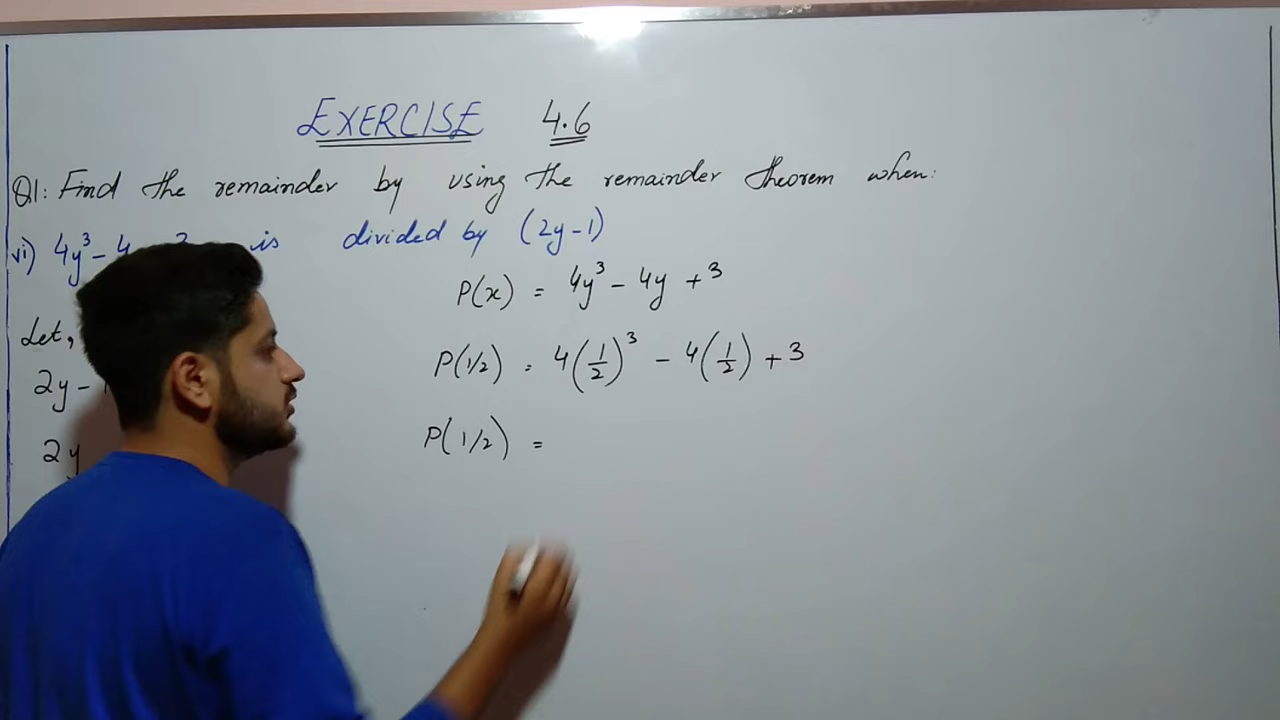 EXERCISE 4.6
Q1: Find the remainder by using the remainder theorem when:
vi) 4y³ - 4 is divided by (2y-1)
P(x) = 4y³ - 4y + 3
Let,
P(1/2) = 4(1/2)³ - 4(1/2) + 3
2y -
P(1/2) =
2y